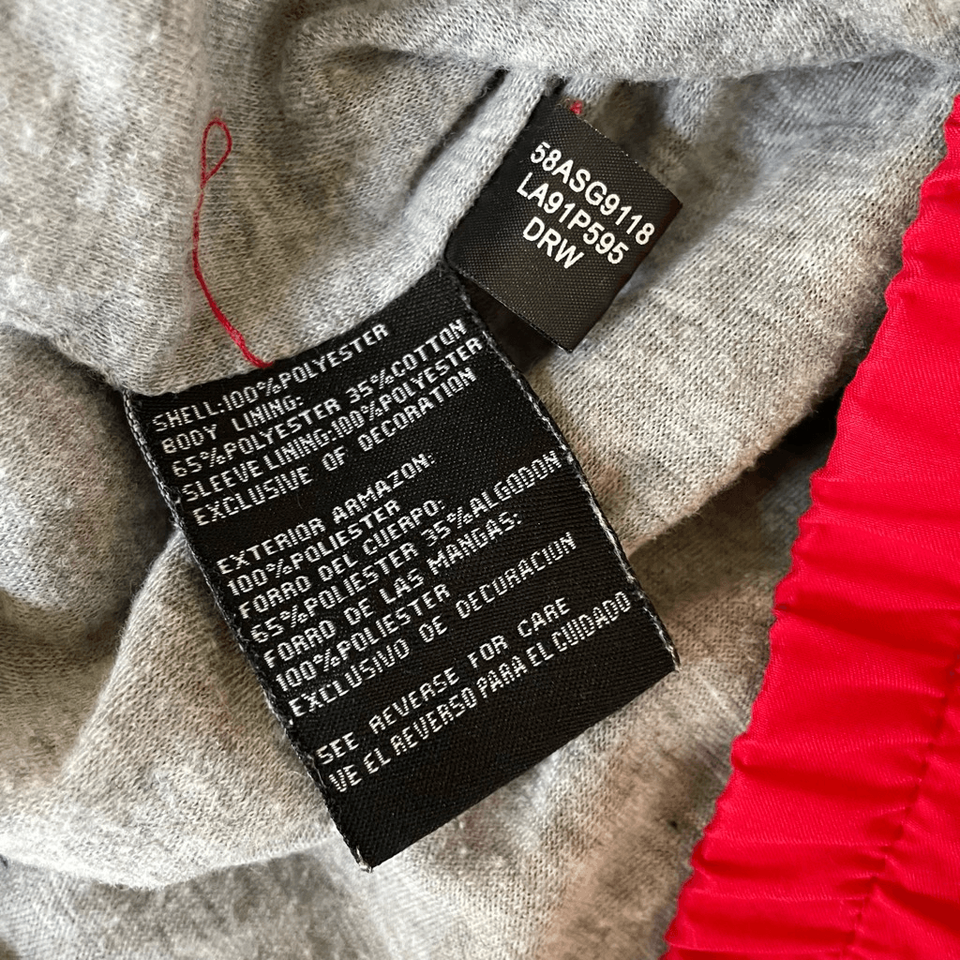 58ASG9118
LA91P595
DRW
SHELL:100%POLYESTER
BODY LINING:
65%POLYESTER 35%COTTON
SLEEVE LINING:100%POLYESTER
EXCLUSIVE OF DECORATION
EXTERIOR ARMAZON:
100%POLIESTER
FORRO DEL CUERPO:
65%POLIESTER 35%ALGODON
FORRO DE LAS MANGAS:
100%POLIESTER
EXCLUSIVO DE DECORACION
SEE REVERSE FOR CARE
VE EL REVERSO PARA EL CUIDADO